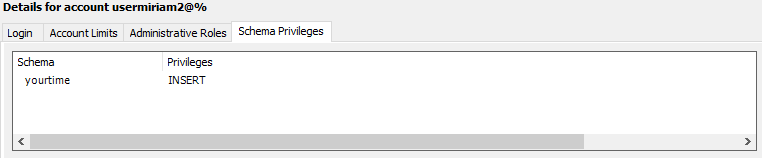 Details for account usermiriam2@%
Login Account Limits Administrative Roles Schema Privileges
Schema Privileges
yourtime INSERT